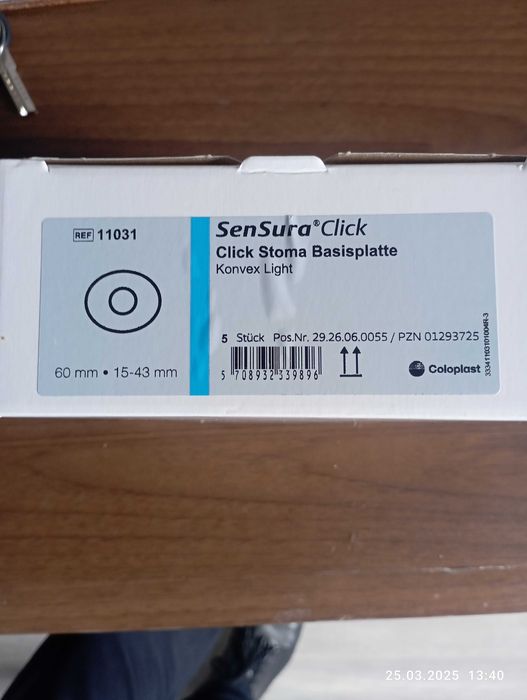 REF 11031
60 mm • 15-43 mm
SenSura® Click
Click Stoma Basisplatte
Konvex Light
5 Stück Pos.Nr. 29.26.06.0055 / PZN 01293725
5 708932 339896
Coloplast
25.03.2025 13:40